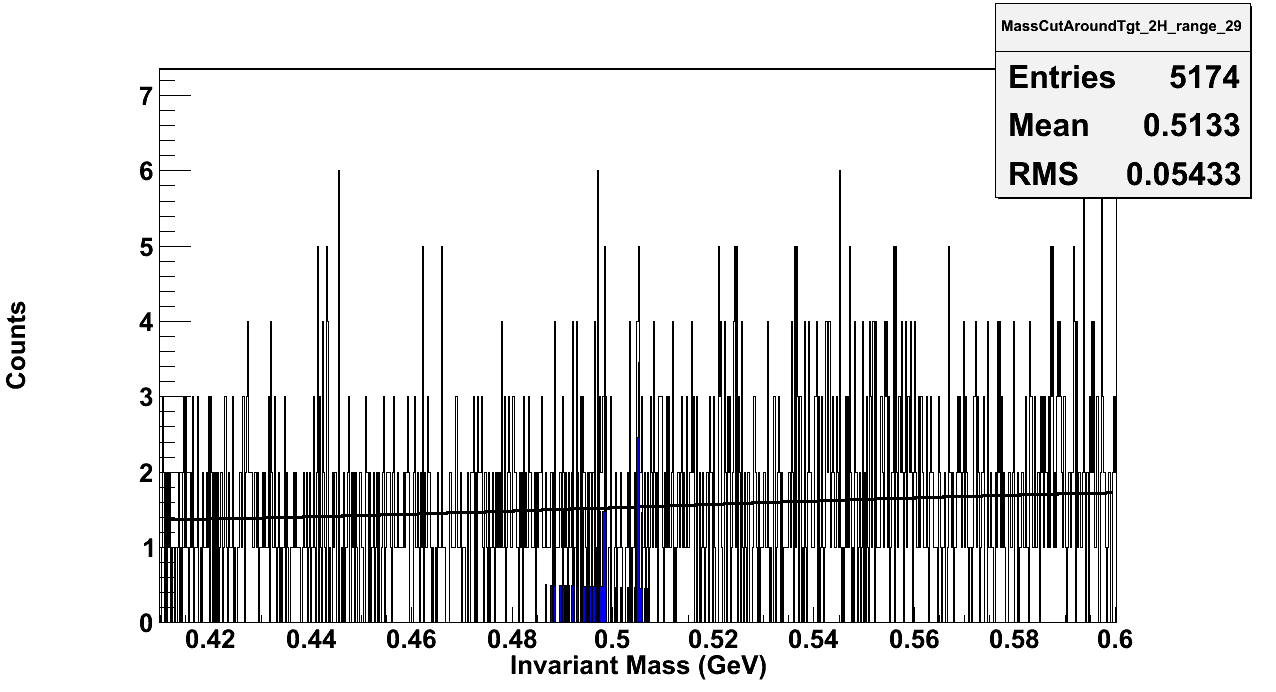 MassCutAroundTgt_2H_range_29
Entries 5174
Mean 0.5133
RMS 0.05433
7
6
5
4
3
2
1
0
Counts
0.42 0.44 0.46 0.48 0.5 0.52 0.54 0.56 0.58 0.6
Invariant Mass (GeV)